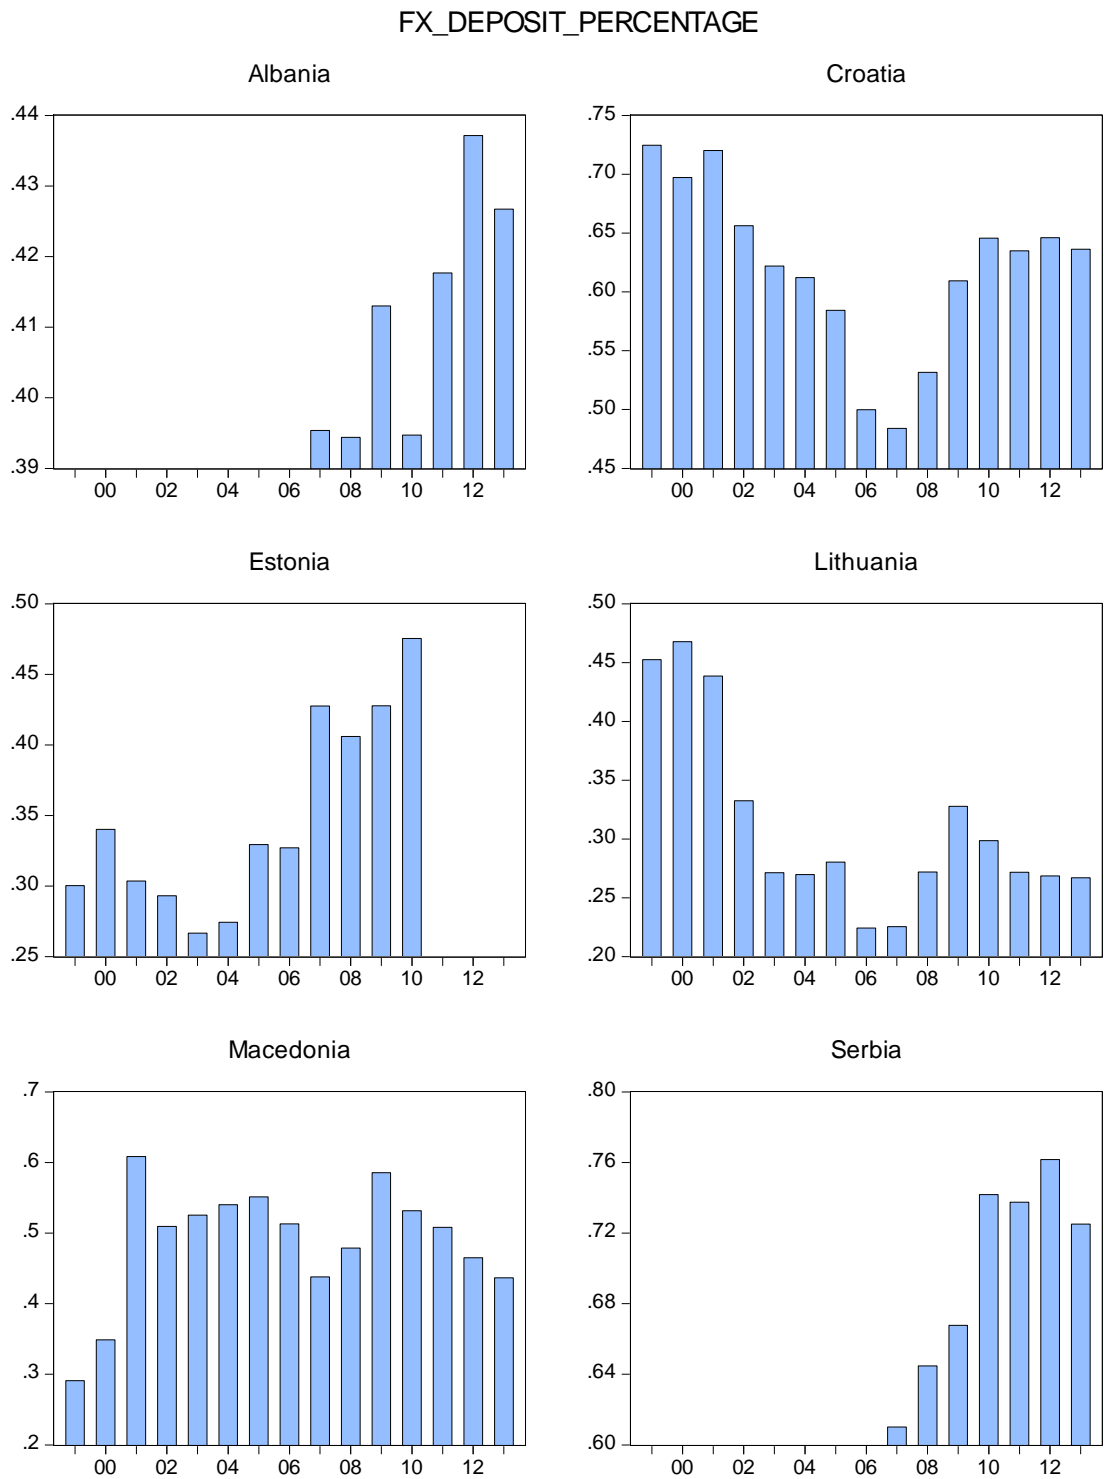 FX_DEPOSIT_PERCENTAGE
Albania
.44
.43
.42
.41
.40
.39
00 02 04 06 08 10 12
Croatia
.75
.70
.65
.60
.55
.50
.45
00 02 04 06 08 10 12
Estonia
.50
.45
.40
.35
.30
.25
00 02 04 06 08 10 12
Lithuania
.50
.45
.40
.35
.30
.25
.20
00 02 04 06 08 10 12
Macedonia
.7
.6
.5
.4
.3
.2
00 02 04 06 08 10 12
Serbia
.80
.76
.72
.68
.64
.60
00 02 04 06 08 10 12